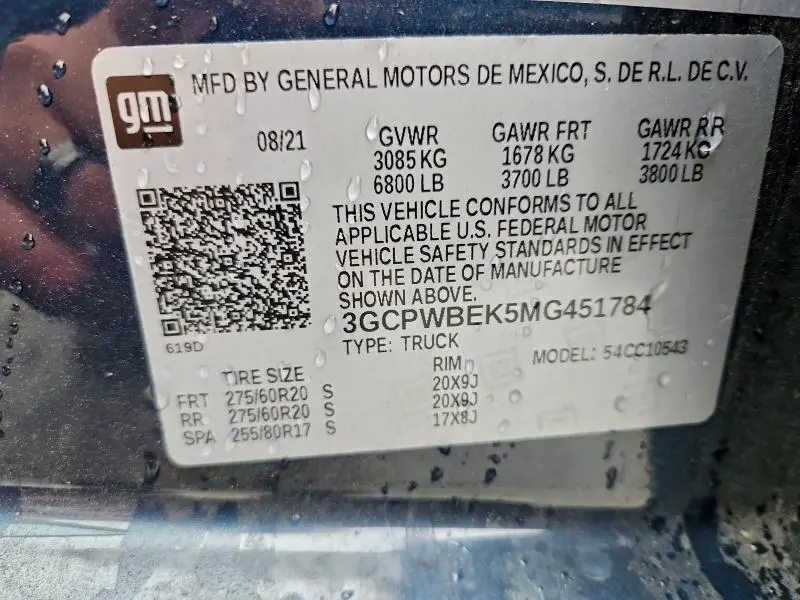 gm
MFD BY GENERAL MOTORS DE MEXICO, S. DE R.L. DE C.V.
08/21 GVWR GAWR FRT GAWR RR
3085 KG 1678 KG 1724 KG
6800 LB 3700 LB 3800 LB
THIS VEHICLE CONFORMS TO ALL
APPLICABLE U.S. FEDERAL MOTOR
VEHICLE SAFETY STANDARDS IN EFFECT
ON THE DATE OF MANUFACTURE
SHOWN ABOVE.
3GCPWBEK5MG451784
619D
TYPE: TRUCK MODEL: 54CC10543
TIRE SIZE RIM
FRT 275/60R20 S 20X9J
RR 275/60R20 S 20X9J
SPA 255/80R17 S 17X8J